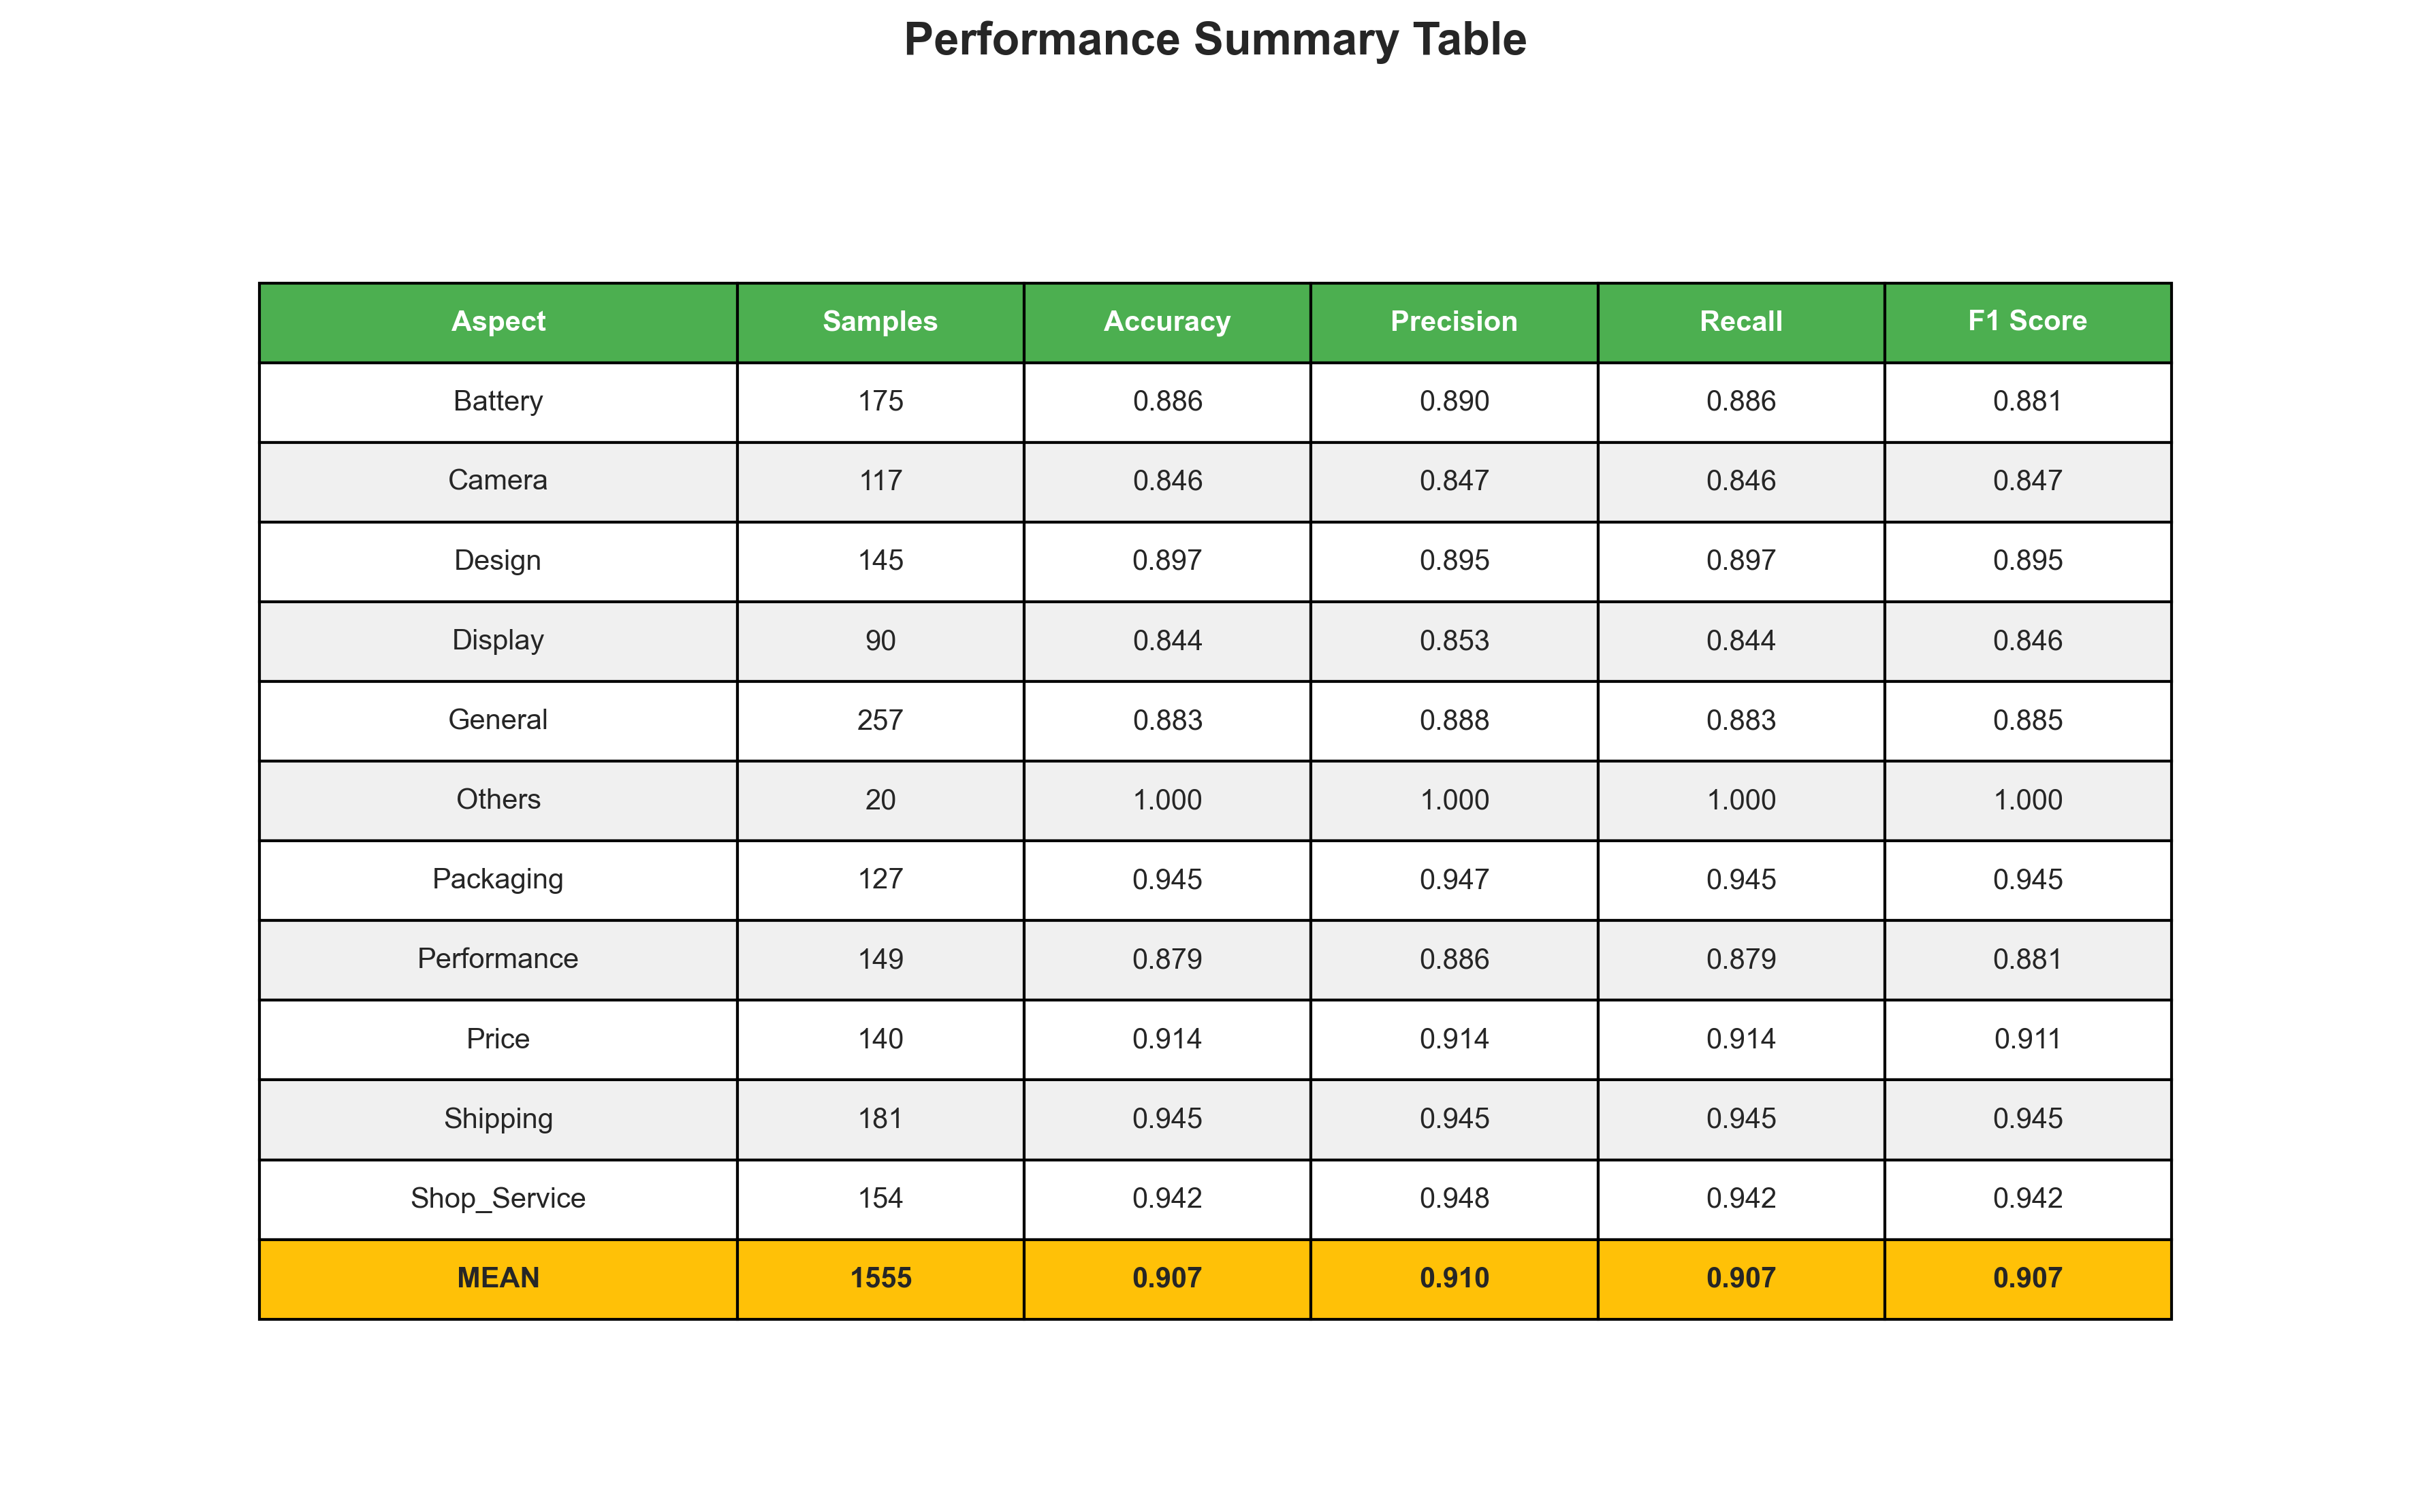 Performance Summary Table
Aspect Samples Accuracy Precision Recall F1 Score
Battery 175 0.886 0.890 0.886 0.881
Camera 117 0.846 0.847 0.846 0.847
Design 145 0.897 0.895 0.897 0.895
Display 90 0.844 0.853 0.844 0.846
General 257 0.883 0.888 0.883 0.885
Others 20 1.000 1.000 1.000 1.000
Packaging 127 0.945 0.947 0.945 0.945
Performance 149 0.879 0.886 0.879 0.881
Price 140 0.914 0.914 0.914 0.911
Shipping 181 0.945 0.945 0.945 0.945
Shop_Service 154 0.942 0.948 0.942 0.942
MEAN 1555 0.907 0.910 0.907 0.907